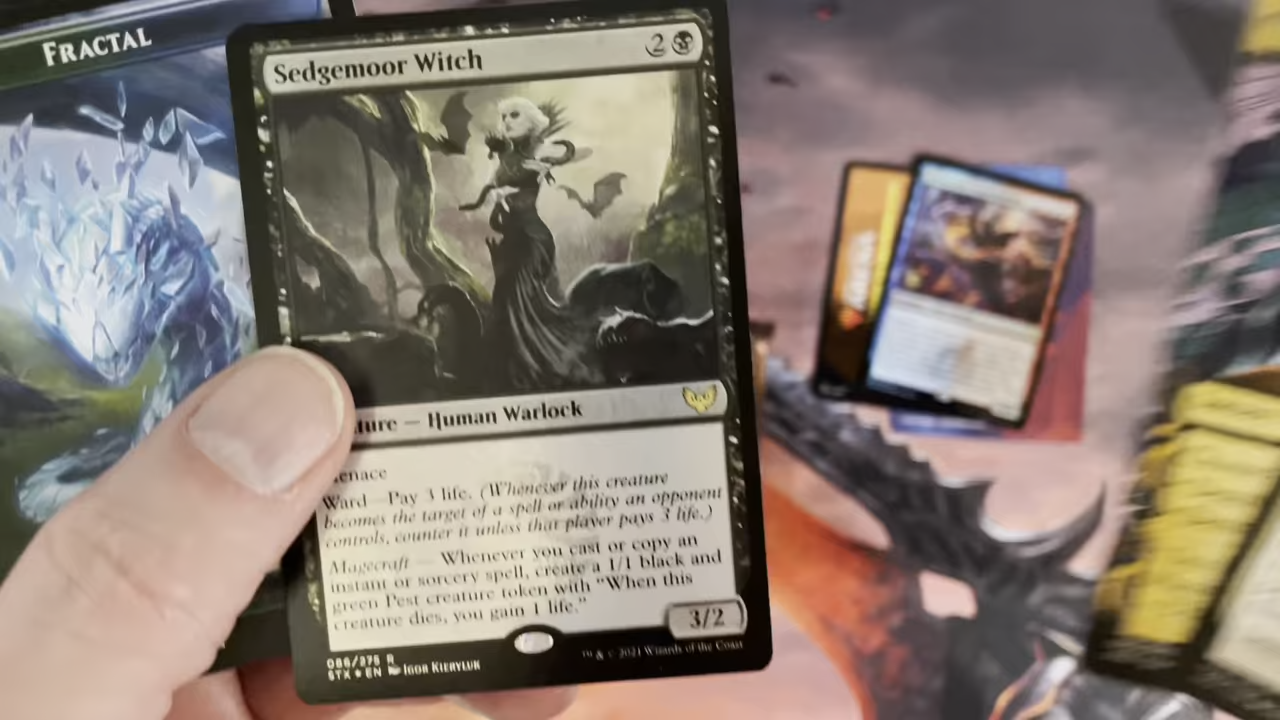 FRACTAL
Sedgemoor Witch 2
ture — Human Warlock
enace
Ward—Pay 3 life. (Whenever this creature
becomes the target of a spell or ability an opponent
controls, counter it unless that player pays 3 life.)
Magecraft — Whenever you cast or copy an
instant or sorcery spell, create a 1/1 black and
green Pest creature token with "When this
creature dies, you gain 1 life."
3/2
086/275 R
STX ★ EN IGOR KIERYLUK
™ & © 2021 Wizards of the Coast